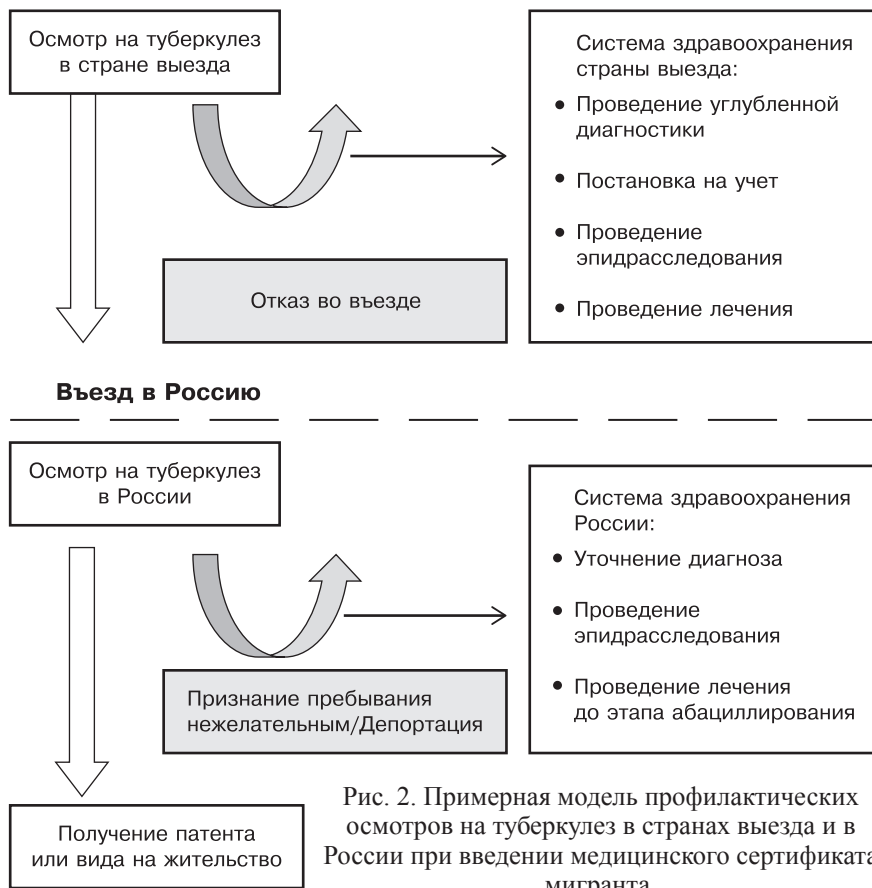 Осмотр на туберкулез
в стране выезда
Система здравоохранения
страны выезда:
• Проведение углубленной
диагностики
• Постановка на учет
• Проведение
эпидрасследования
• Проведение лечения
Отказ во въезде
Въезд в Россию
Осмотр на туберкулез
в России
Система здравоохранения
России:
• Уточнение диагноза
• Проведение
эпидрасследования
• Проведение лечения
до этапа абациллирования
Признание пребывания
нежелательным/Депортация
Получение патента
или вида на жительство
Рис. 2. Примерная модель профилактических
осмотров на туберкулез в странах выезда и в
России при введении медицинского сертификата
мигранта